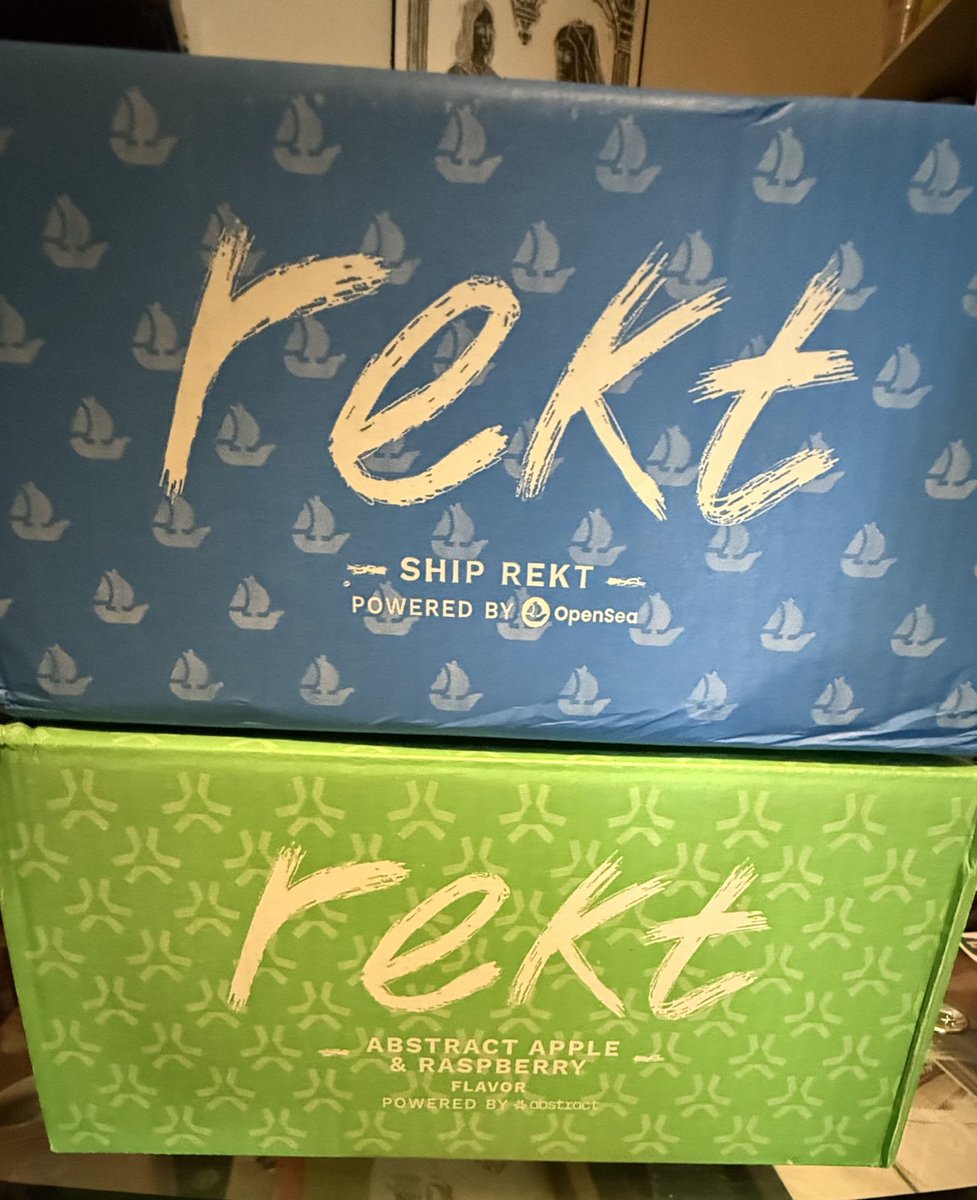 rekt
SHIP REKT
POWERED BY OpenSea
rekt
ABSTRACT APPLE
& RASPBERRY
FLAVOR
POWERED BY abstract